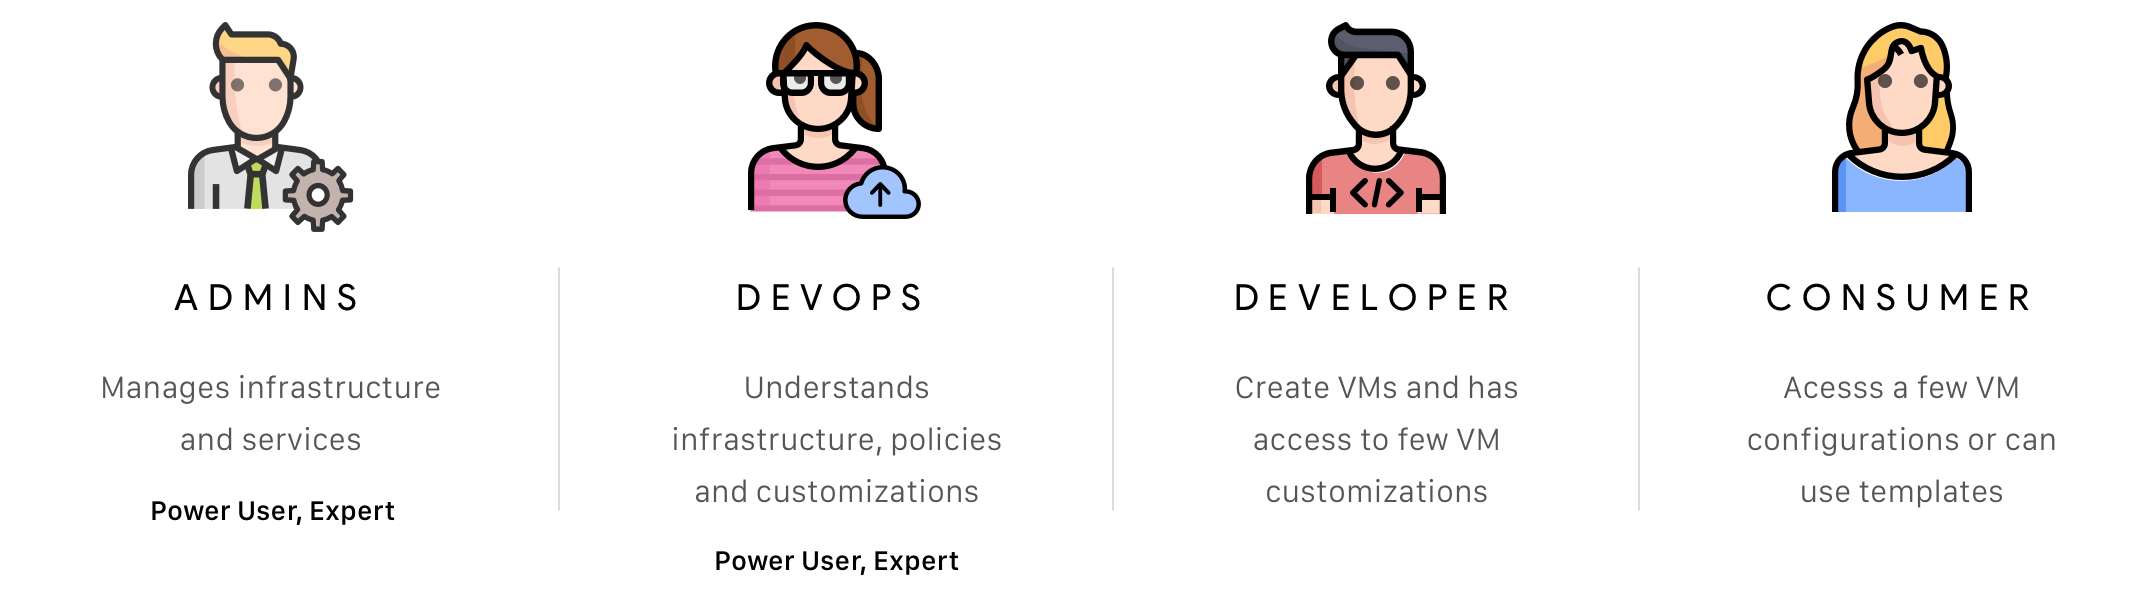 ADMINS
Manages infrastructure
and services
Power User, Expert
DEVOPS
Understands
infrastructure, policies
and customizations
Power User, Expert
</>
DEVELOPER
Create VMs and has
access to few VM
customizations
CONSUMER
Acesss a few VM
configurations or can
use templates